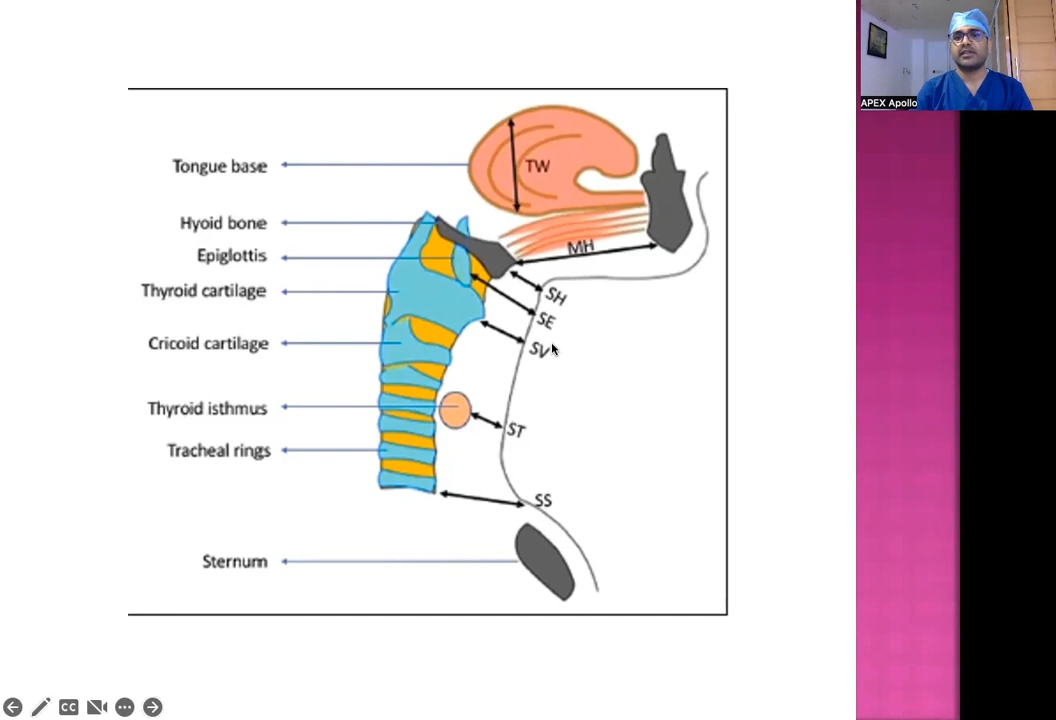 APEX Apollo
Tongue base
TW
Hyoid bone
Epiglottis
MH
Thyroid cartilage
SH
SE
Cricoid cartilage
SV
Thyroid isthmus
ST
Tracheal rings
SS
Sternum
CC